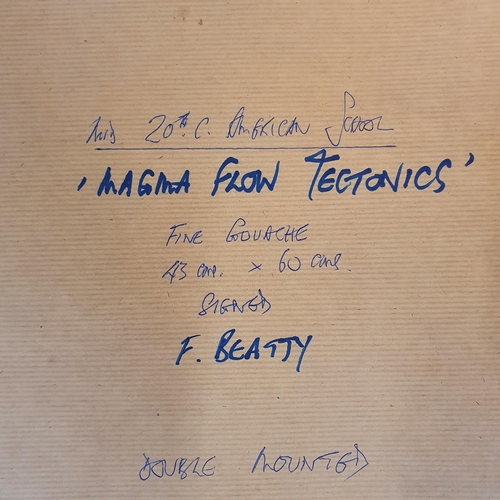 Mid 20th C. American School
'MAGMA FLOW TECTONICS'
FINE GOUACHE
43 cms. x 60 cms.
SIGNED
F. BEATTY
DOUBLE MOUNTED